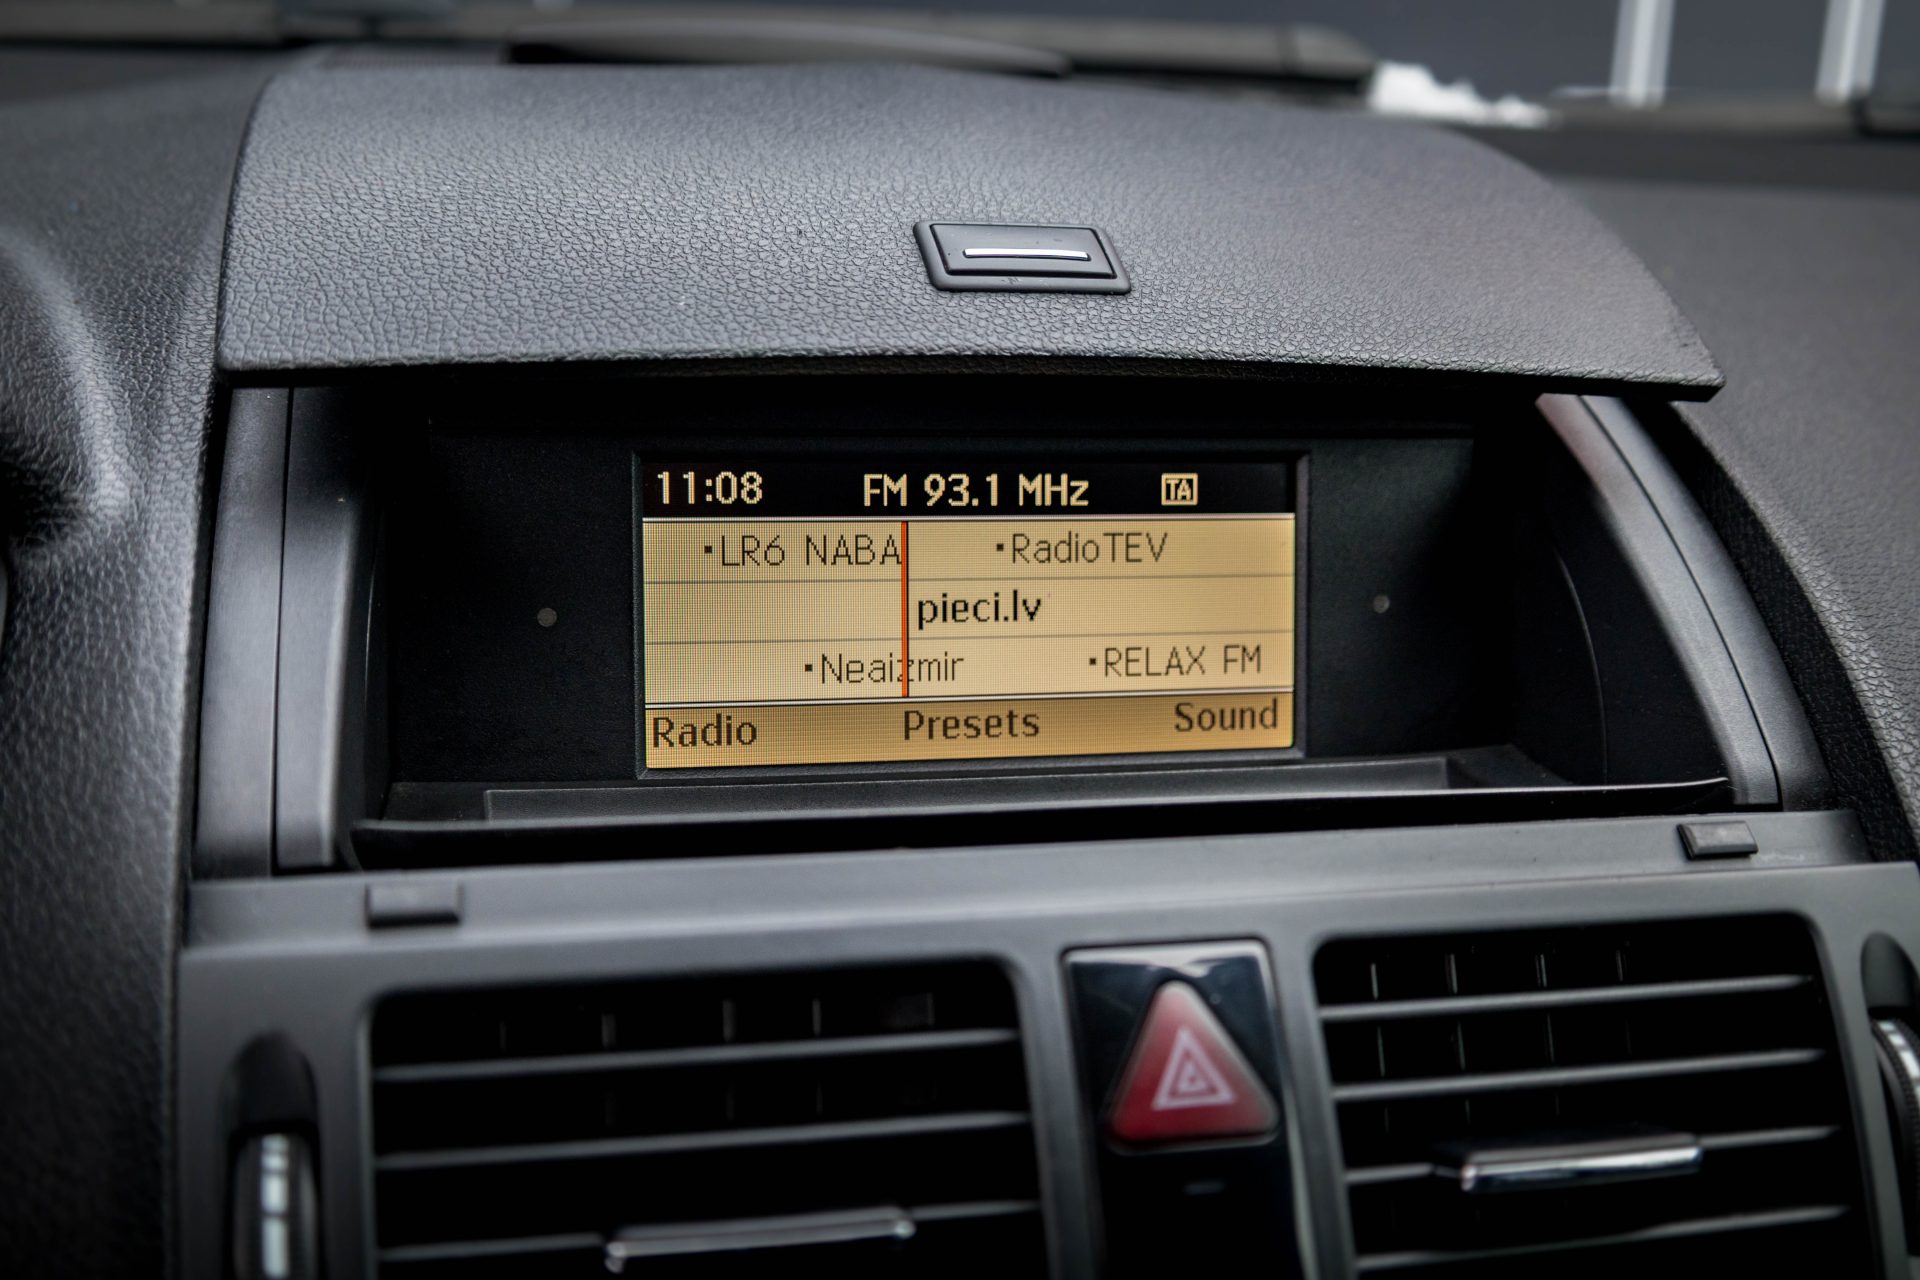 11:08 FM 93.1 MHz TA
LR6 NABA RadioTEV
pieci.lv
Neaizmir RELAX FM
Radio Presets Sound